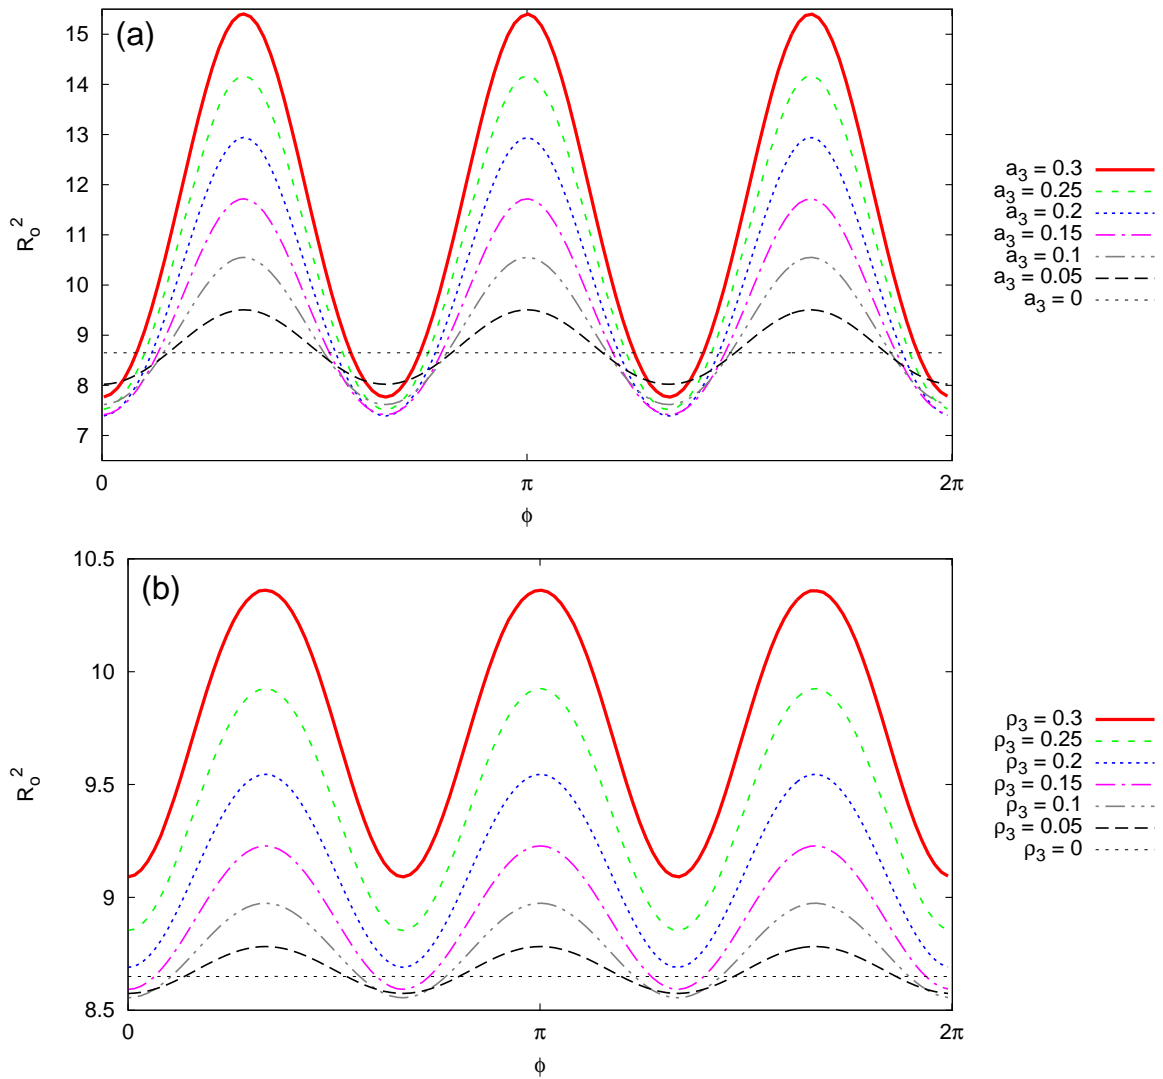 (a)
15
14
13
12
11
10
9
8
7
R_o^2
0 π 2π
φ
a_3 = 0.3
a_3 = 0.25
a_3 = 0.2
a_3 = 0.15
a_3 = 0.1
a_3 = 0.05
a_3 = 0
(b)
10.5
10
9.5
9
8.5
R_o^2
0 π 2π
φ
ρ_3 = 0.3
ρ_3 = 0.25
ρ_3 = 0.2
ρ_3 = 0.15
ρ_3 = 0.1
ρ_3 = 0.05
ρ_3 = 0